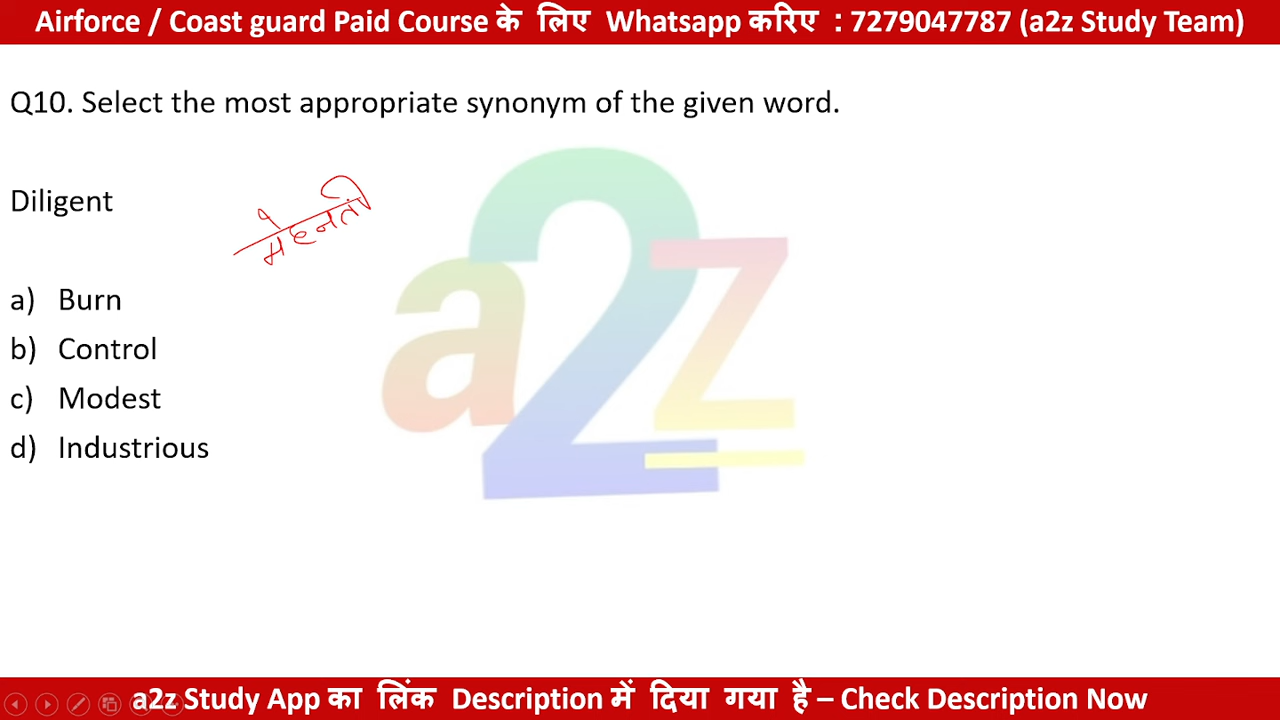 Airforce / Coast guard Paid Course के लिए Whatsapp करिए : 7279047787 (a2z Study Team)
Q10. Select the most appropriate synonym of the given word.
Diligent
मेहनती
a) Burn
b) Control
c) Modest
d) Industrious
a2z
a2z Study App का लिंक Description में दिया गया है – Check Description Now